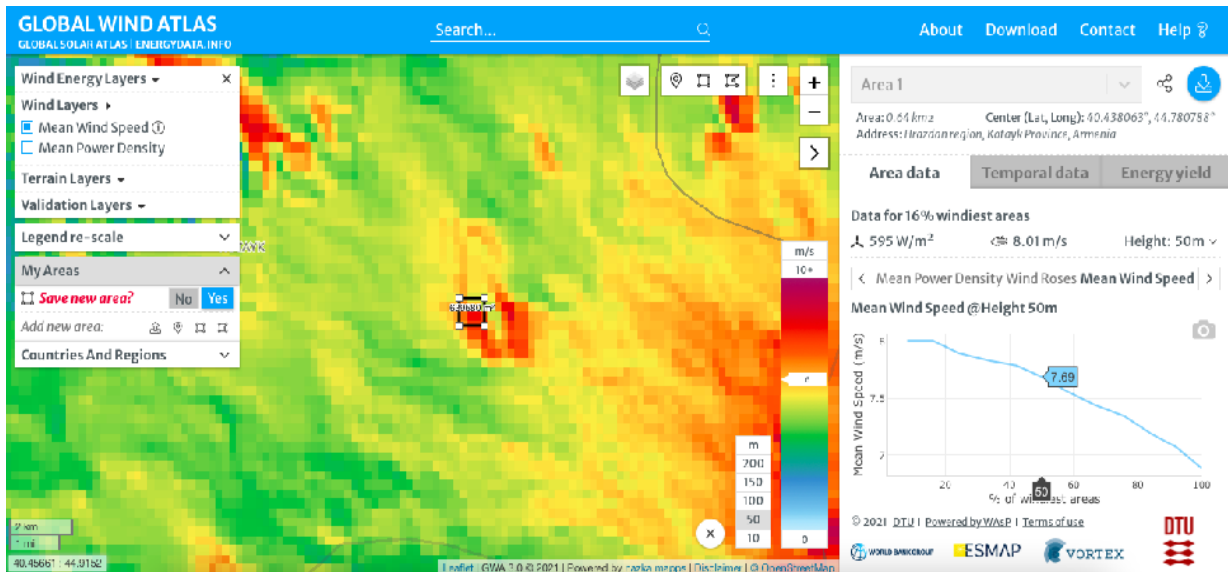 GLOBAL WIND ATLAS
GLOBAL SOLAR ATLAS | ENERGYDATA.INFO
Search...
About Download Contact Help
Wind Energy Layers
Wind Layers
Mean Wind Speed
Mean Power Density
Terrain Layers
Validation Layers
Legend re-scale
My Areas
Save new area?
No Yes
Add new area:
Countries And Regions
2 km
1 mi
40.45661 : 44.9152
m/s
10+
0
m
200
150
100
50
10
Leaflet | GWA 3.0 © 2021 | Powered by nazka mapps | Disclaimer | © OpenStreetMap
Area 1
Area: 0.64 km2 Center (Lat, Long): 40.438063°, 44.780788°
Address: Hrazdan region, Kotayk Province, Armenia
Area data Temporal data Energy yield
Data for 16% windiest areas
595 W/m² 8.01 m/s Height: 50m
Mean Power Density Wind Roses Mean Wind Speed
Mean Wind Speed @Height 50m
Mean Wind Speed (m/s)
8
7.5
7
7.69
20 40 50 60 80 100
% of windiest areas
© 2021 DTU | Powered by WAsP | Terms of use
WORLD BANK GROUP ESMAP VORTEX DTU